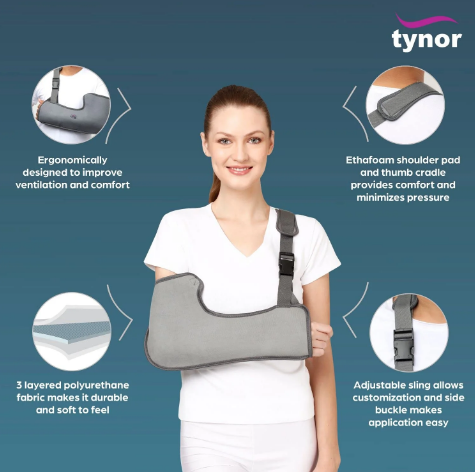 tynor
Ergonomically
designed to improve
ventilation and comfort
Ethafoam shoulder pad
and thumb cradle
provides comfort and
minimizes pressure
3 layered polyurethane
fabric makes it durable
and soft to feel
Adjustable sling allows
customization and side
buckle makes
application easy